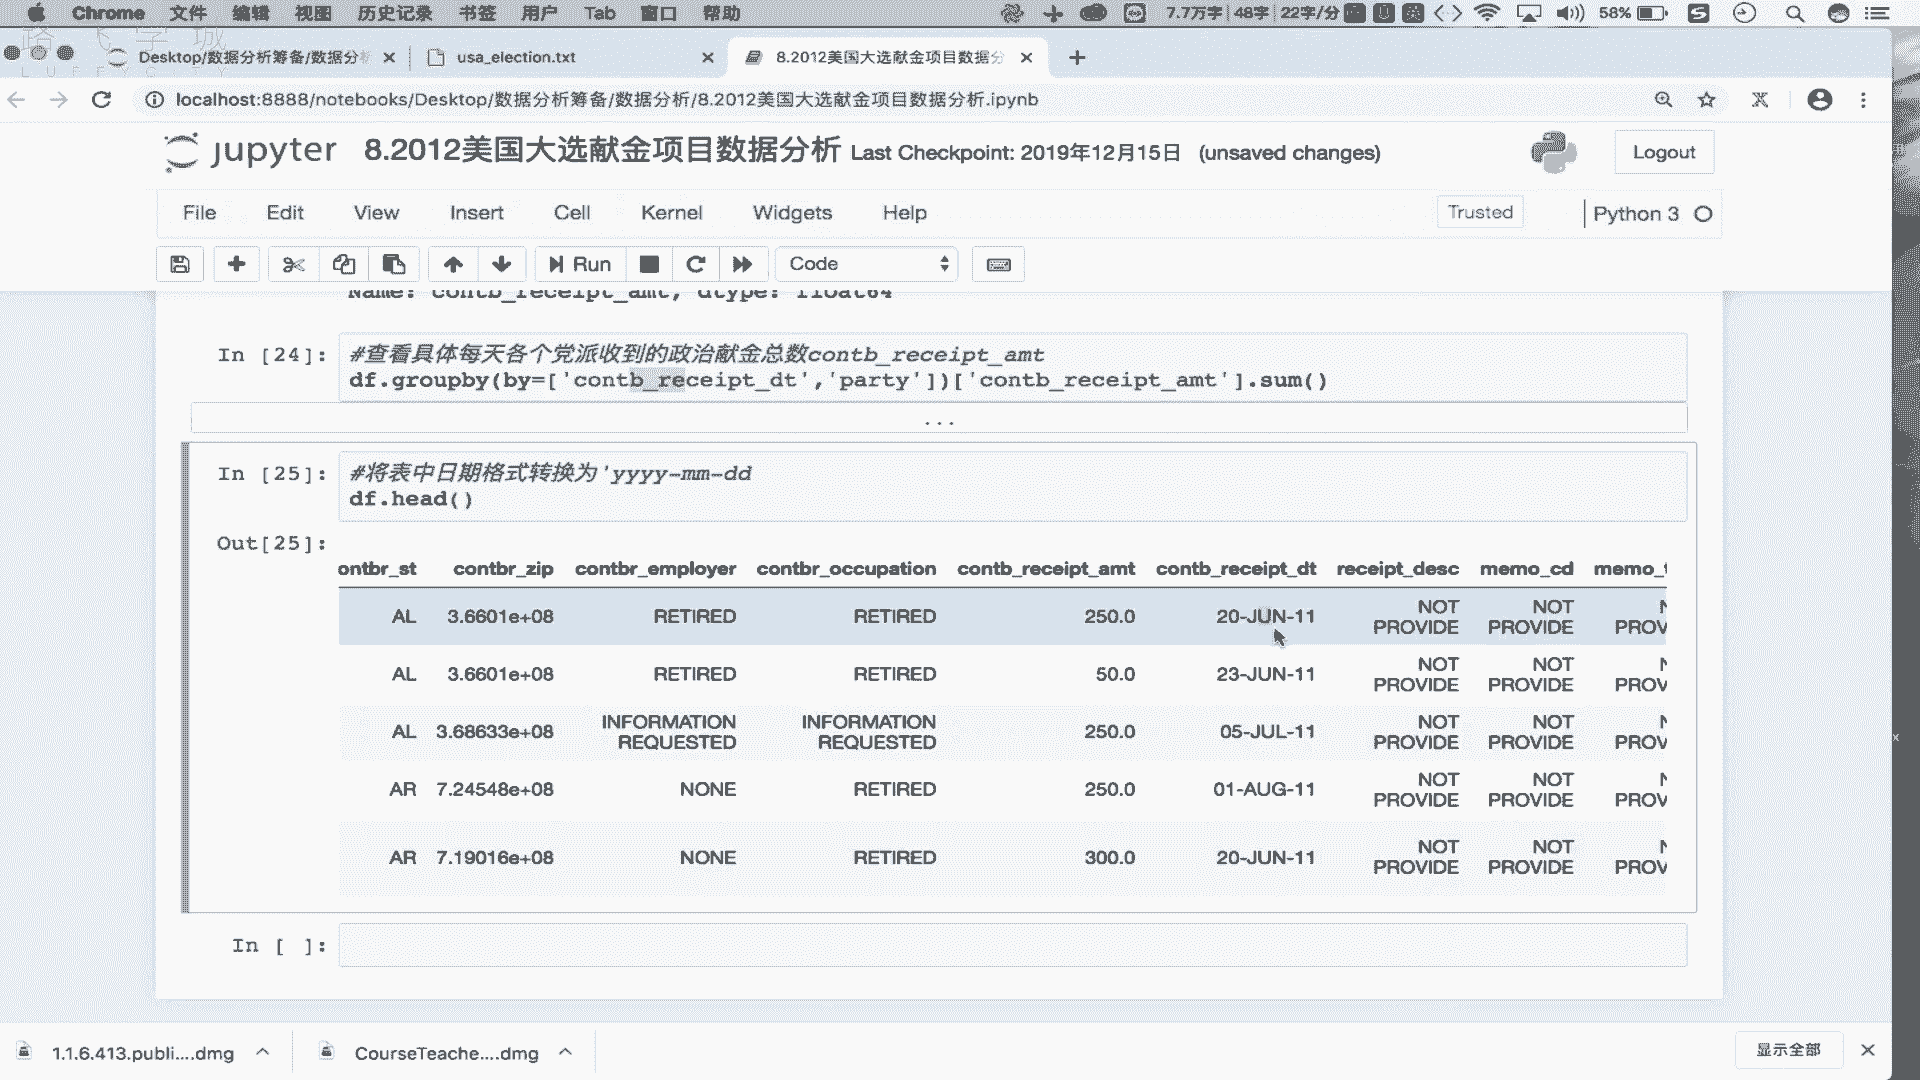 Chrome 文件 编辑 视图 历史记录 书签 用户 Tab 窗口 帮助 7.7万字 48字 22字/分 58%
Desktop/数据分析筹备/数据分析 usa_election.txt 8.2012美国大选献金项目数据分
localhost:8888/notebooks/Desktop/数据分析筹备/数据分析/8.2012美国大选献金项目数据分析.ipynb
jupyter 8.2012美国大选献金项目数据分析 Last Checkpoint: 2019年12月15日 (unsaved changes) Logout
File Edit View Insert Cell Kernel Widgets Help Trusted Python 3
Run Code
Name: contb_receipt_amt, dtype: float64
In [24]: #查看具体每天各个党派收到的政治献金总数contb_receipt_amt
df.groupby(by=['contb_receipt_dt','party'])['contb_receipt_amt'].sum()
...
In [25]: #将表中日期格式转换为'yyyy-mm-dd
df.head()
Out[25]:
ontbr_st contbr_zip contbr_employer contbr_occupation contb_receipt_amt contb_receipt_dt receipt_desc memo_cd memo_t
AL 3.6601e+08 RETIRED RETIRED 250.0 20-JUN-11 NOT PROVIDE NOT PROVIDE N PROV
AL 3.6601e+08 RETIRED RETIRED 50.0 23-JUN-11 NOT PROVIDE NOT PROVIDE N PROV
AL 3.68633e+08 INFORMATION REQUESTED INFORMATION REQUESTED 250.0 05-JUL-11 NOT PROVIDE NOT PROVIDE N PROV
AR 7.24548e+08 NONE RETIRED 250.0 01-AUG-11 NOT PROVIDE NOT PROVIDE N PROV
AR 7.19016e+08 NONE RETIRED 300.0 20-JUN-11 NOT PROVIDE NOT PROVIDE N PROV
In [ ]:
1.1.6.413.publi....dmg CourseTeache....dmg 显示全部